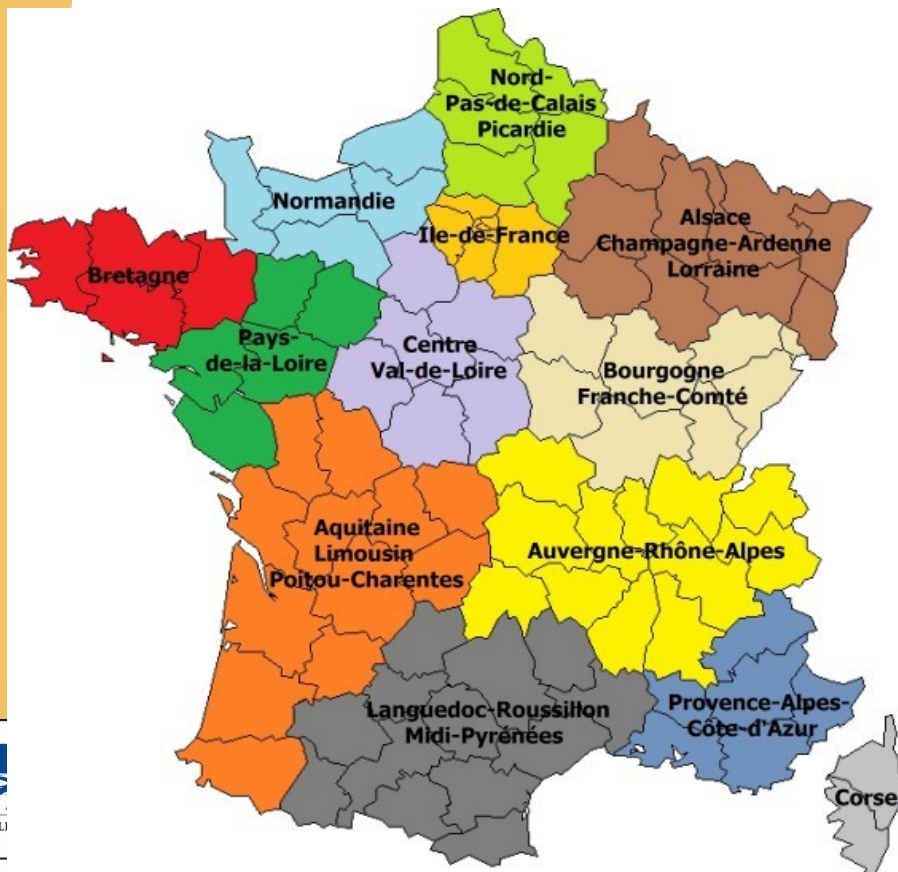 Nord-
Pas-de-Calais
Picardie
Normandie
Ile-de-France
Alsace
Champagne-Ardenne
Lorraine
Bretagne
Pays-
de-la-Loire
Centre
Val-de-Loire
Bourgogne
Franche-Comté
Aquitaine
Limousin
Poitou-Charentes
Auvergne-Rhône-Alpes
Languedoc-Roussillon
Midi-Pyrénées
Provence-Alpes-
Côte-d'Azur
Corse